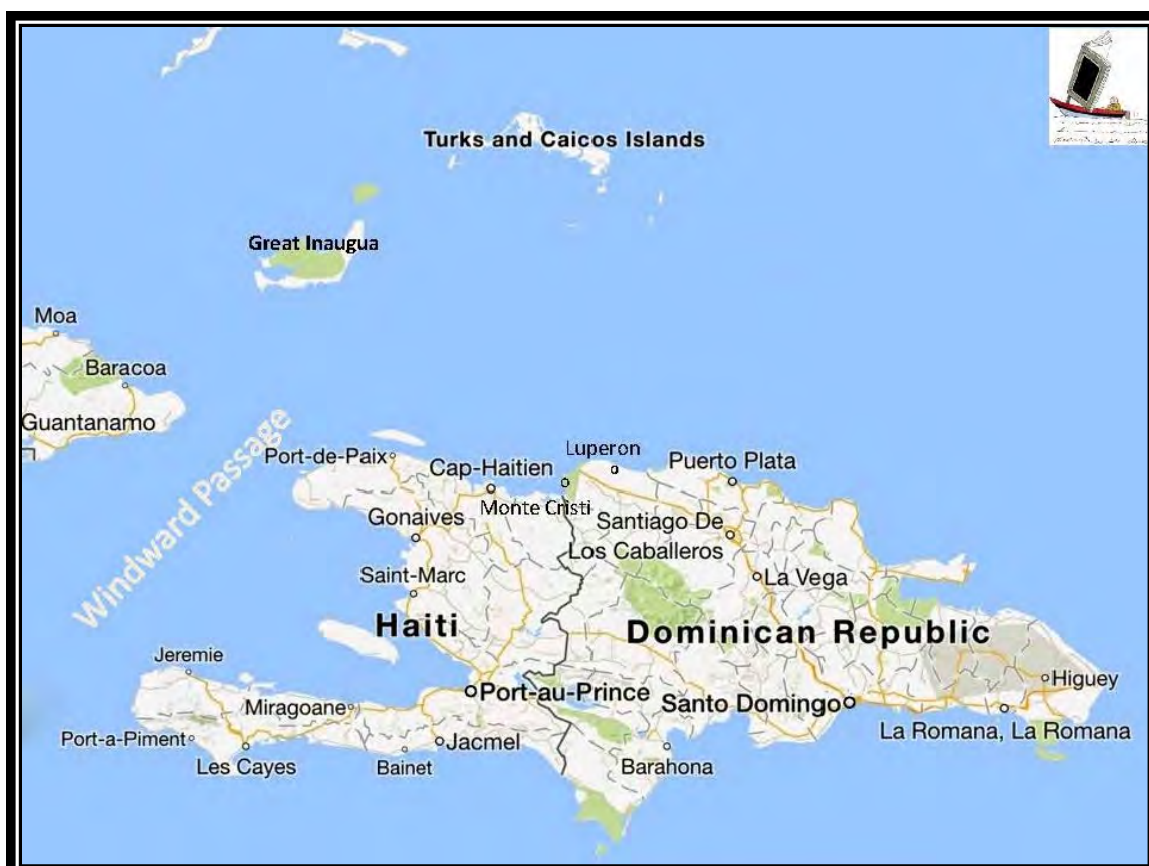 Turks and Caicos Islands
Great Inaugua
Moa
Baracoa
Guantanamo
Windward Passage
Port-de-Paix
Cap-Haitien
Luperon
Puerto Plata
Monte Cristi
Gonaives
Santiago De
Los Caballeros
Saint-Marc
La Vega
Haiti
Dominican Republic
Jeremie
Port-au-Prince
Higuey
Miragoane
Santo Domingo
Port-a-Piment
La Romana, La Romana
Les Cayes
Bainet
Jacmel
Barahona